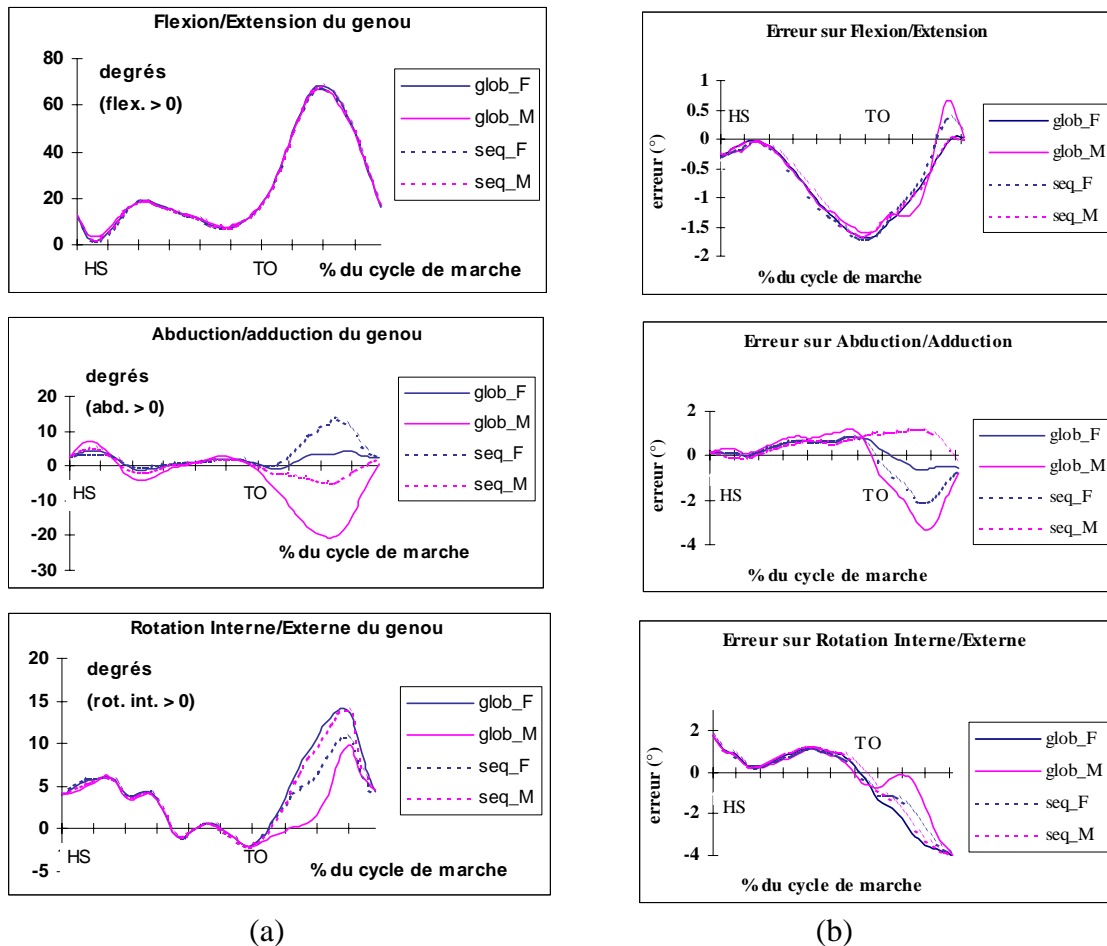 Flexion/Extension du genou
80
60
40
20
0
degrés
(flex. > 0)
HS
TO
% du cycle de marche
glob_F
glob_M
seq_F
seq_M
Erreur sur Flexion/Extension
1
0.5
0
-0.5
-1
-1.5
-2
erreur (°)
HS
TO
% du cycle de marche
glob_F
glob_M
seq_F
seq_M
Abduction/adduction du genou
degrés
(abd. > 0)
20
10
0
-10
-20
-30
HS
TO
% du cycle de marche
glob_F
glob_M
seq_F
seq_M
Erreur sur Abduction/Adduction
2
0
-2
-4
erreur (°)
HS
TO
% du cycle de marche
glob_F
glob_M
seq_F
seq_M
Rotation Interne/Externe du genou
20
15
10
5
0
-5
degrés
(rot. int. > 0)
HS
TO
% du cycle de marche
glob_F
glob_M
seq_F
seq_M
Erreur sur Rotation Interne/Externe
2
0
-2
-4
erreur (°)
HS
TO
% du cycle de marche
glob_F
glob_M
seq_F
seq_M
(a)
(b)